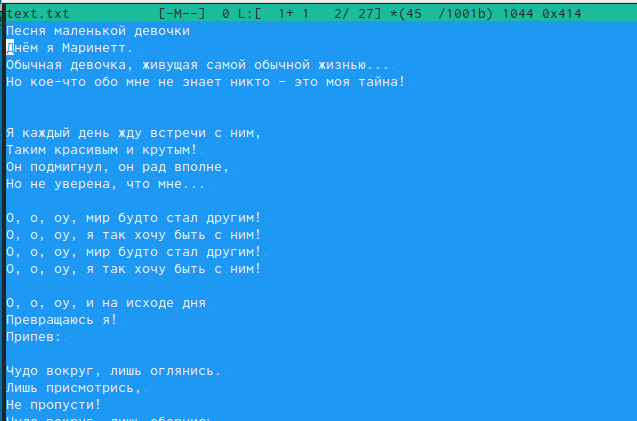 text.txt [-M--] 0 L:[ 1+ 1 2/ 27] *(45 /1001b) 1044 0x414
Песня маленькой девочки
Днём я Маринетт.
Обычная девочка, живущая самой обычной жизнью...
Но кое-что обо мне не знает никто – это моя тайна!
Я каждый день жду встречи с ним,
Таким красивым и крутым!
Он подмигнул, он рад вполне,
Но не уверена, что мне...
О, о, оу, мир будто стал другим!
О, о, оу, я так хочу быть с ним!
О, о, оу, мир будто стал другим!
О, о, оу, я так хочу быть с ним!
О, о, оу, и на исходе дня
Превращаюсь я!
Припев:
Чудо вокруг, лишь оглянись.
Лишь присмотрись,
Не пропусти!
Чудо вокруг, лишь